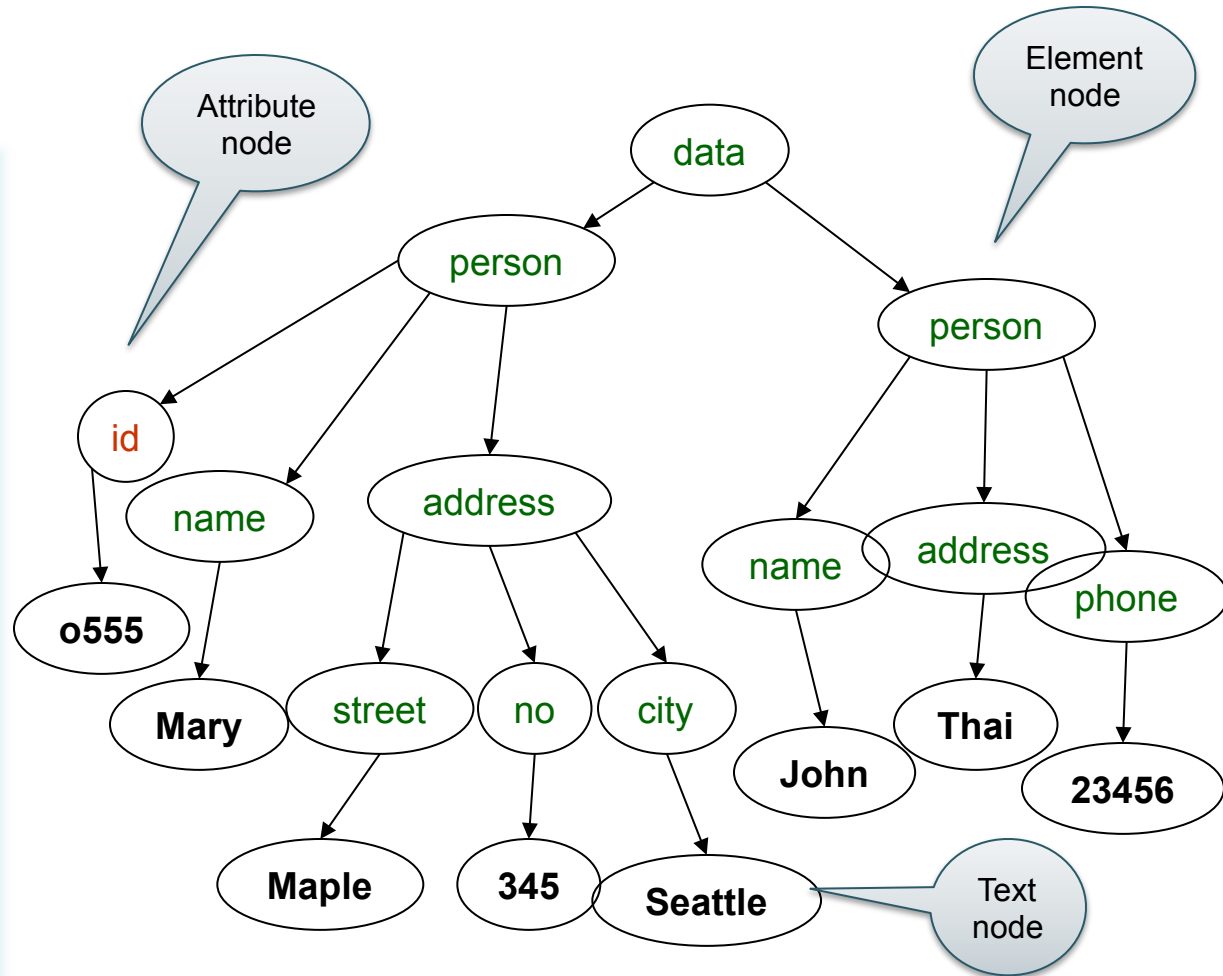 Element
node
Attribute
node
data
person
person
id
name
address
name
address
phone
o555
Mary
street
no
city
John
Thai
23456
Maple
345
Seattle
Text
node